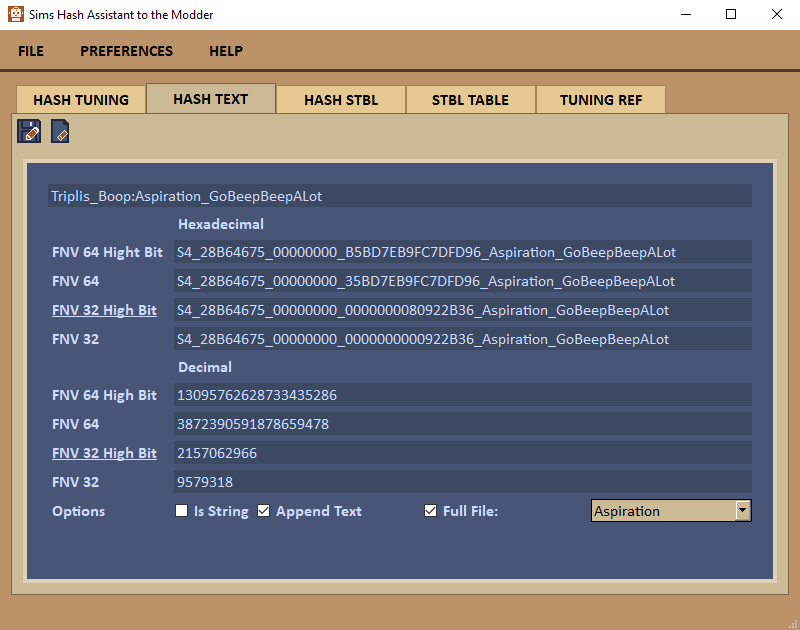 Sims Hash Assistant to the Modder
FILE PREFERENCES HELP
HASH TUNING HASH TEXT HASH STBL STBL TABLE TUNING REF
Triplis_Boop:Aspiration_GoBeepBeepALot
Hexadecimal
FNV 64 Hight Bit S4_28B64675_00000000_B5BD7EB9FC7DFD96_Aspiration_GoBeepBeepALot
FNV 64 S4_28B64675_00000000_35BD7EB9FC7DFD96_Aspiration_GoBeepBeepALot
FNV 32 High Bit S4_28B64675_00000000_0000000080922B36_Aspiration_GoBeepBeepALot
FNV 32 S4_28B64675_00000000_0000000000922B36_Aspiration_GoBeepBeepALot
Decimal
FNV 64 High Bit 13095762628733435286
FNV 64 3872390591878659478
FNV 32 High Bit 2157062966
FNV 32 9579318
Options Is String Append Text Full File: Aspiration